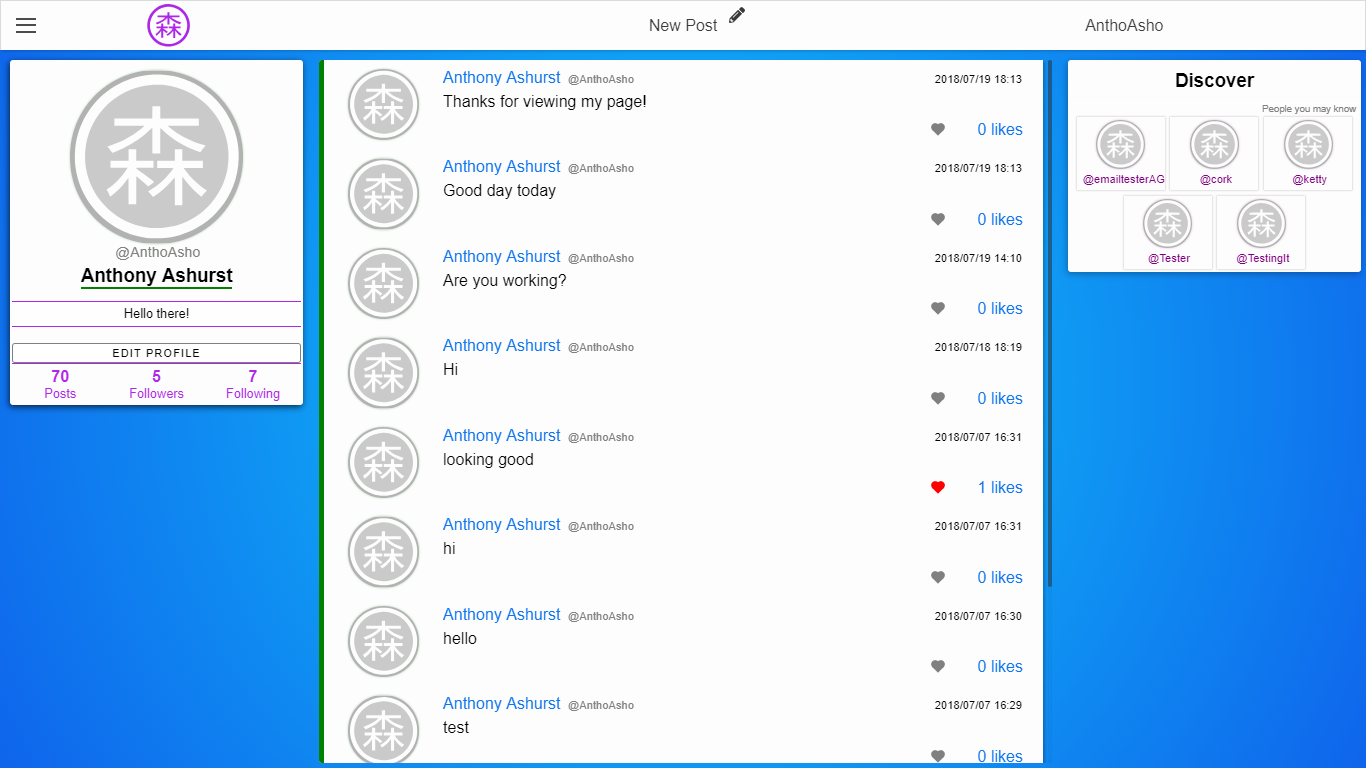 森
New Post
AnthoAsho
森
@AnthoAsho
Anthony Ashurst
Hello there!
EDIT PROFILE
70 5 7
Posts Followers Following
森
Anthony Ashurst @AnthoAsho 2018/07/19 18:13
Thanks for viewing my page!
0 likes
森
Anthony Ashurst @AnthoAsho 2018/07/19 18:13
Good day today
0 likes
森
Anthony Ashurst @AnthoAsho 2018/07/19 14:10
Are you working?
0 likes
森
Anthony Ashurst @AnthoAsho 2018/07/18 18:19
Hi
0 likes
森
Anthony Ashurst @AnthoAsho 2018/07/07 16:31
looking good
1 likes
森
Anthony Ashurst @AnthoAsho 2018/07/07 16:31
hi
0 likes
森
Anthony Ashurst @AnthoAsho 2018/07/07 16:30
hello
0 likes
森
Anthony Ashurst @AnthoAsho 2018/07/07 16:29
test
0 likes
Discover
People you may know
森 森 森
@emailtesterAG @cork @ketty
森 森
@Tester @TestingIt